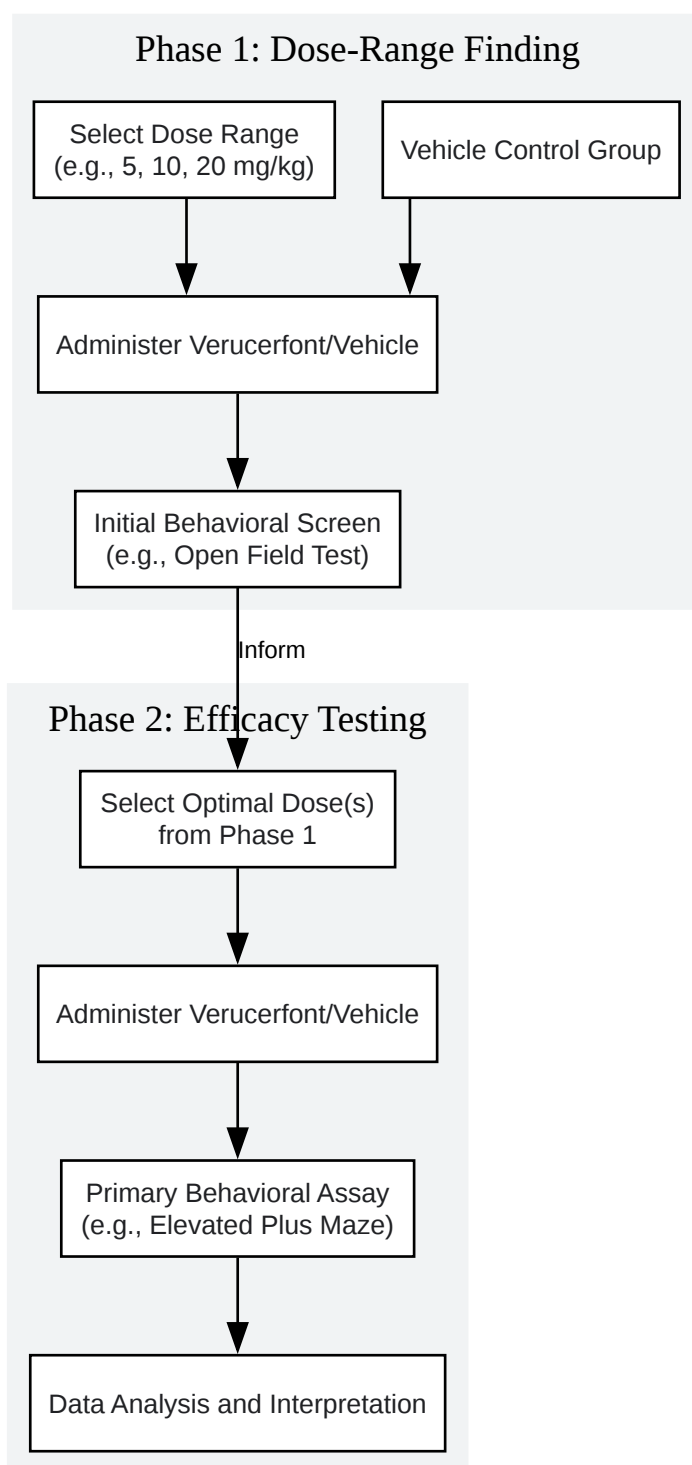 Phase 1: Dose-Range Finding
Select Dose Range
(e.g., 5, 10, 20 mg/kg)
Vehicle Control Group
Administer Verucerfont/Vehicle
Initial Behavioral Screen
(e.g., Open Field Test)
Inform
Phase 2: Efficacy Testing
Select Optimal Dose(s)
from Phase 1
Administer Verucerfont/Vehicle
Primary Behavioral Assay
(e.g., Elevated Plus Maze)
Data Analysis and Interpretation